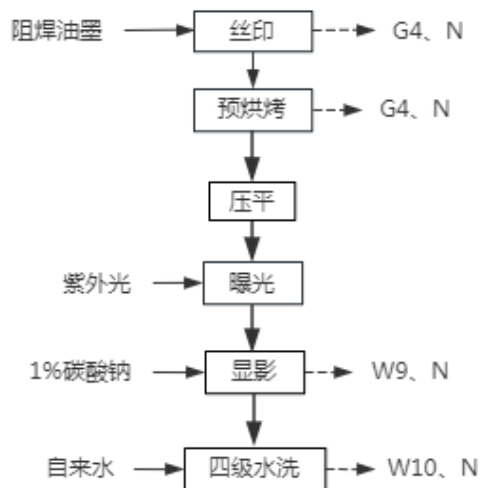 阻焊油墨 丝印 G4、N
预烘烤 G4、N
压平
紫外光 曝光
1%碳酸钠 显影 W9、N
自来水 四级水洗 W10、N